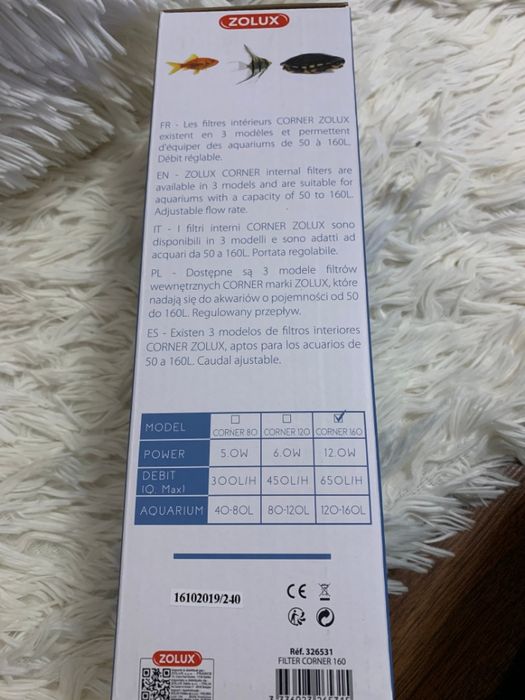 ZOLUX
FR - Les filtres intérieurs CORNER ZOLUX
existent en 3 modèles et permettent
d'équiper des aquariums de 50 à 160L.
Débit réglable.
EN - ZOLUX CORNER internal filters are
available in 3 models and are suitable for
aquariums with a capacity of 50 to 160L.
Adjustable flow rate.
IT - I filtri interni CORNER ZOLUX sono
disponibili in 3 modelli e sono adatti ad
acquari da 50 a 160L. Portata regolabile.
PL - Dostępne są 3 modele filtrów
wewnętrznych CORNER marki ZOLUX, które
nadają się do akwariów o pojemności od 50
do 160L. Regulowany przepływ.
ES - Existen 3 modelos de filtros interiores
CORNER ZOLUX, aptos para los acuarios de
50 a 160L. Caudal ajustable.
MODEL CORNER 80 CORNER 120 CORNER 160
POWER 5.0W 6.0W 12.0W
DEBIT
(Q. Max) 300L/H 450L/H 650L/H
AQUARIUM 40-80L 80-120L 120-160L
16102019/240
CE
Réf. 326531
FILTER CORNER 160
ZOLUX